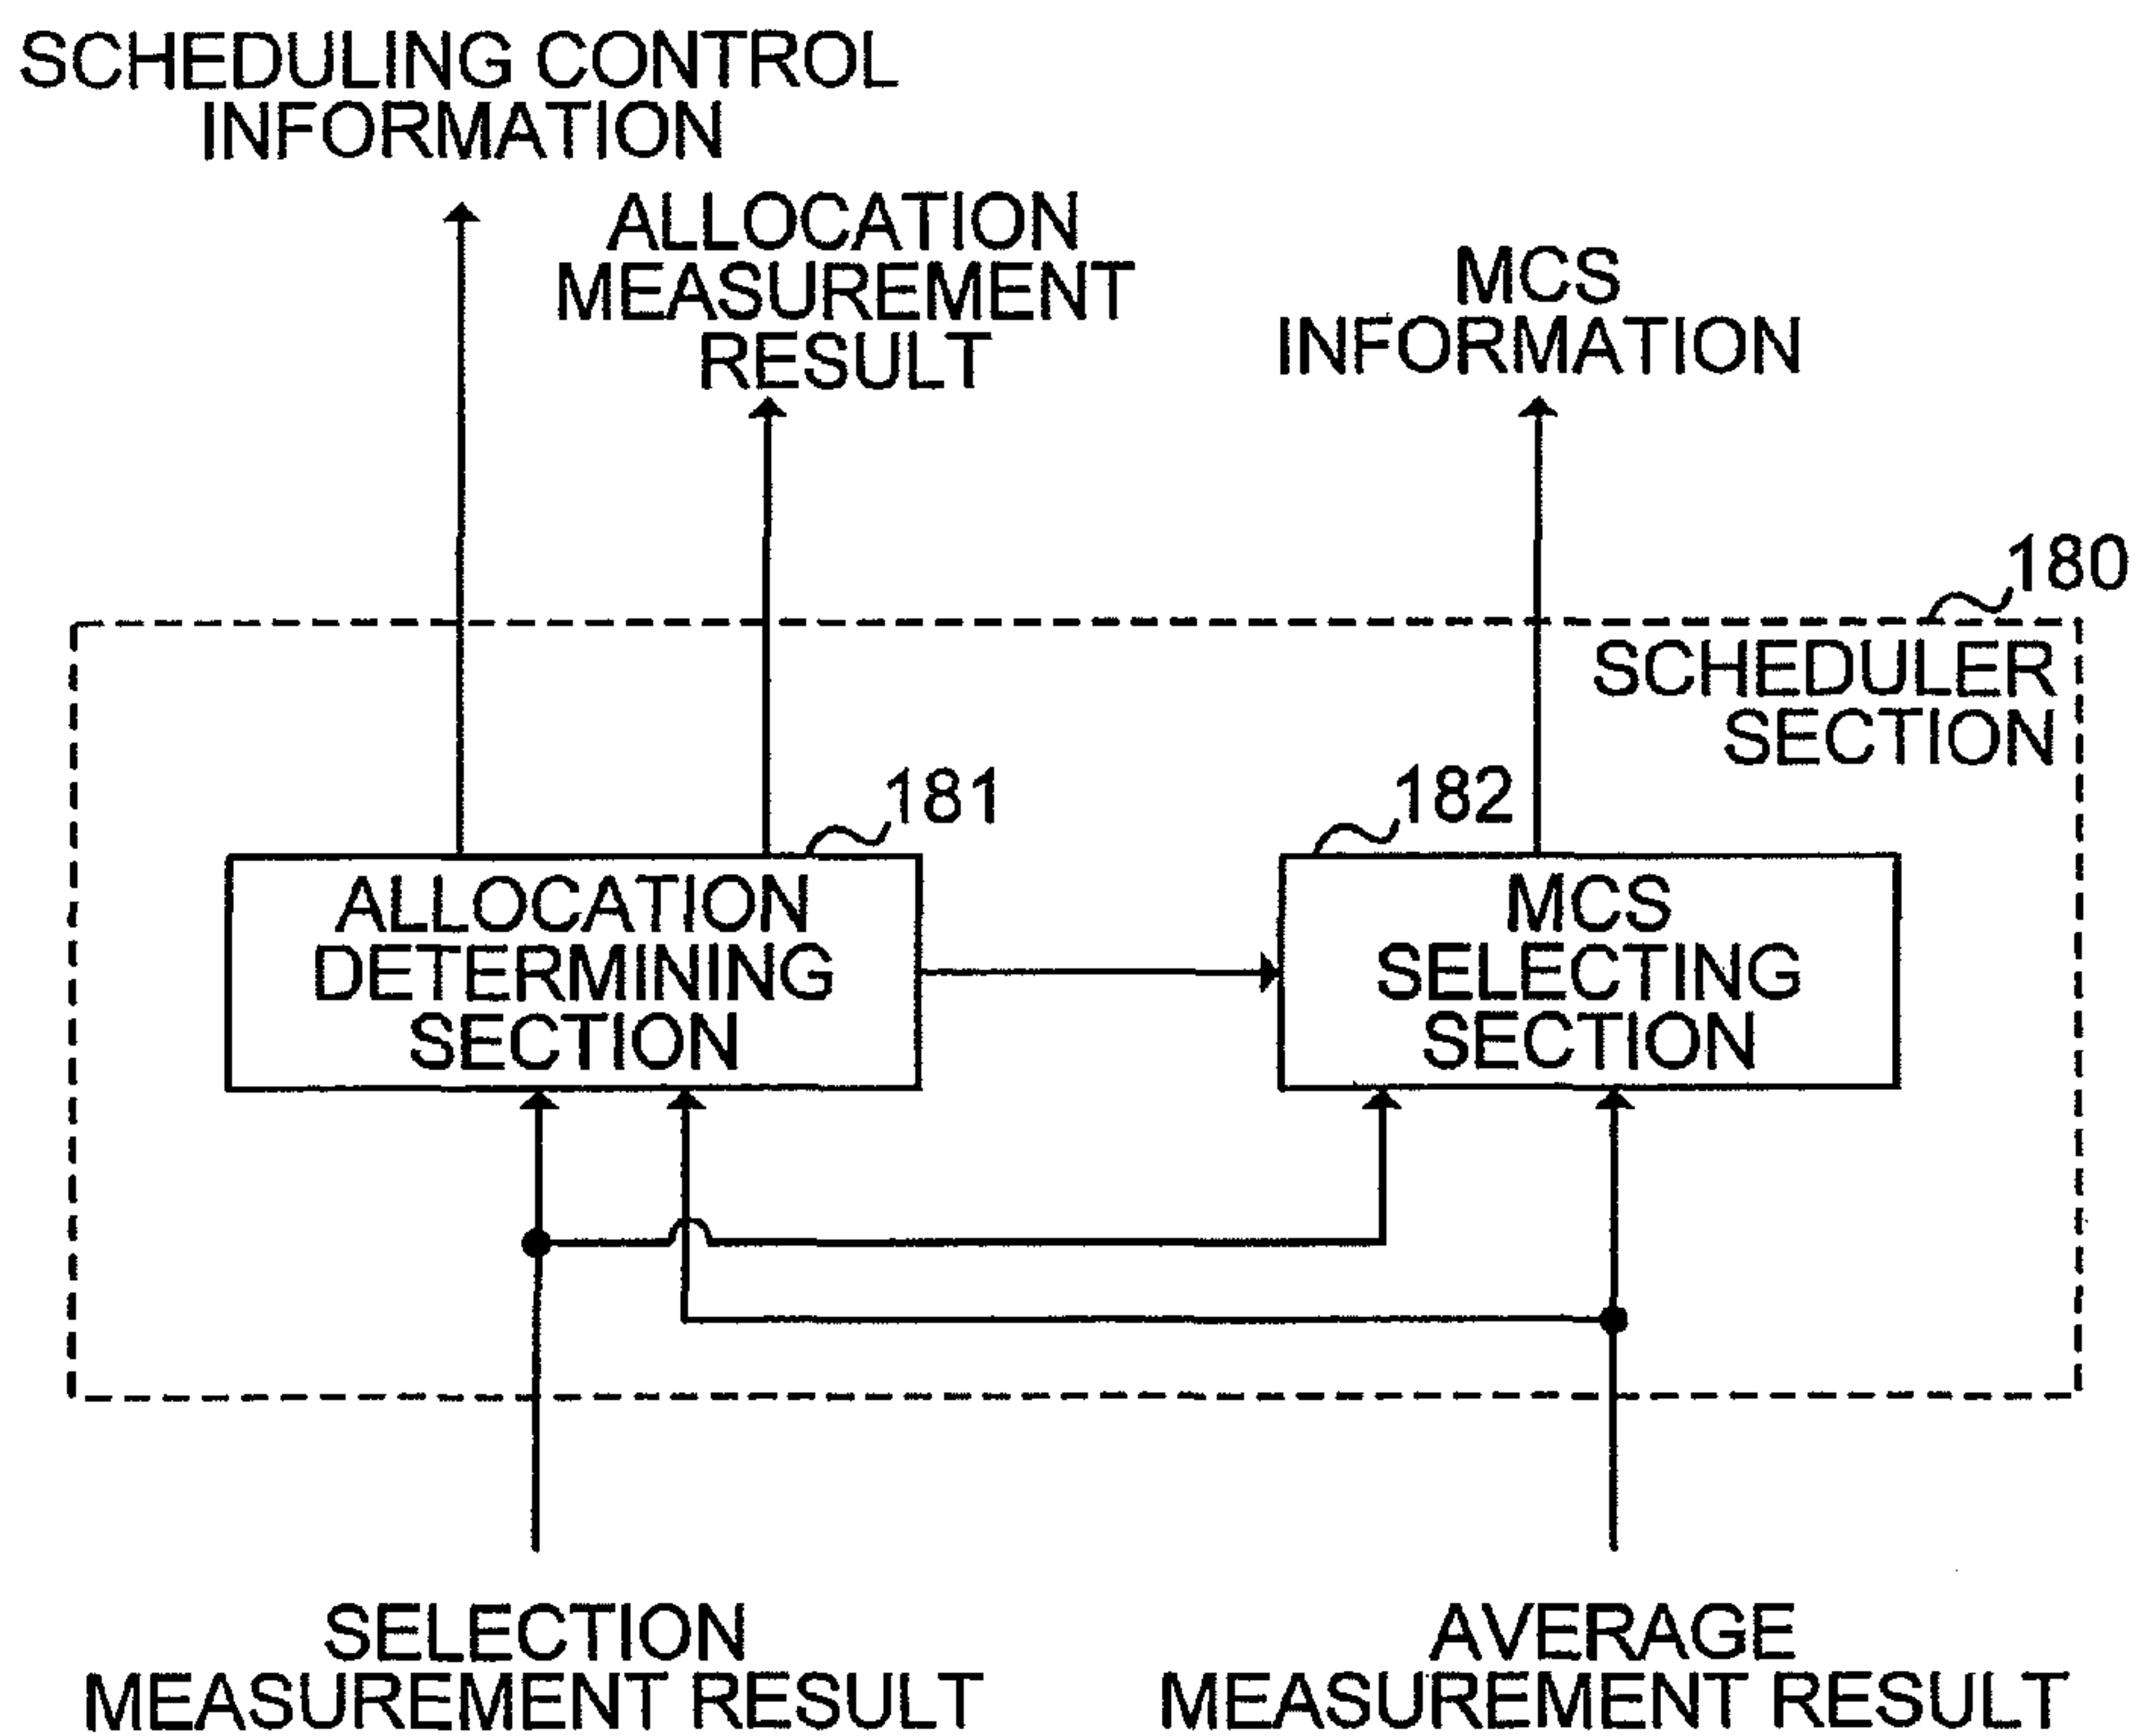 SCHEDULING CONTROL
INFORMATION
ALLOCATION
MEASUREMENT
RESULT
MCS
INFORMATION
180
SCHEDULER
SECTION
181
182
ALLOCATION
DETERMINING
SECTION
MCS
SELECTING
SECTION
SELECTION
MEASUREMENT RESULT
AVERAGE
MEASUREMENT RESULT